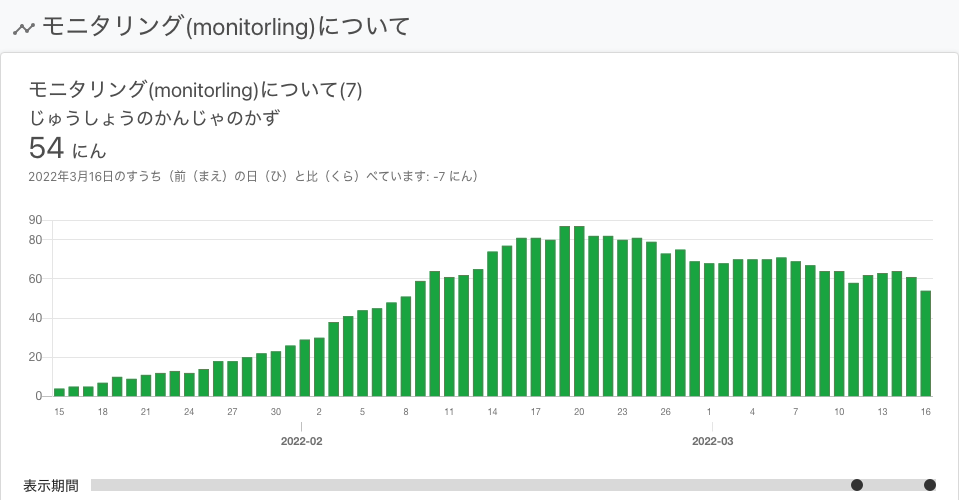 モニタリング(monitorling)について
モニタリング(monitorling)について(7)
じゅうしょうのかんじゃのかず
54 にん
2022年3月16日のすうち（前（まえ）の日（ひ）と比（くら）べています: -7 にん）
90
80
60
40
20
0
15 18 21 24 27 30 2 5 8 11 14 17 20 23 26 1 4 7 10 13 16
2022-02 2022-03
表示期間